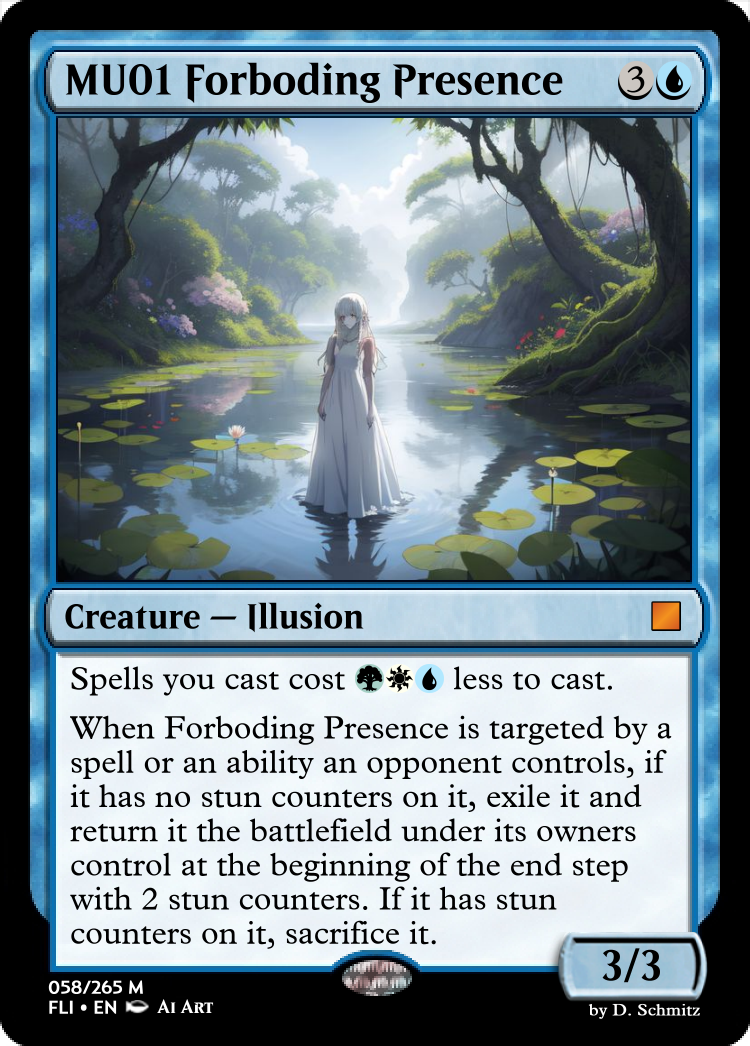 MU01 Forboding Presence 3
Creature — Illusion
Spells you cast cost less to cast.
When Forboding Presence is targeted by a
spell or an ability an opponent controls, if
it has no stun counters on it, exile it and
return it the battlefield under its owners
control at the beginning of the end step
with 2 stun counters. If it has stun
counters on it, sacrifice it.
3/3
058/265 M
FLI • EN AI ART
by D. Schmitz